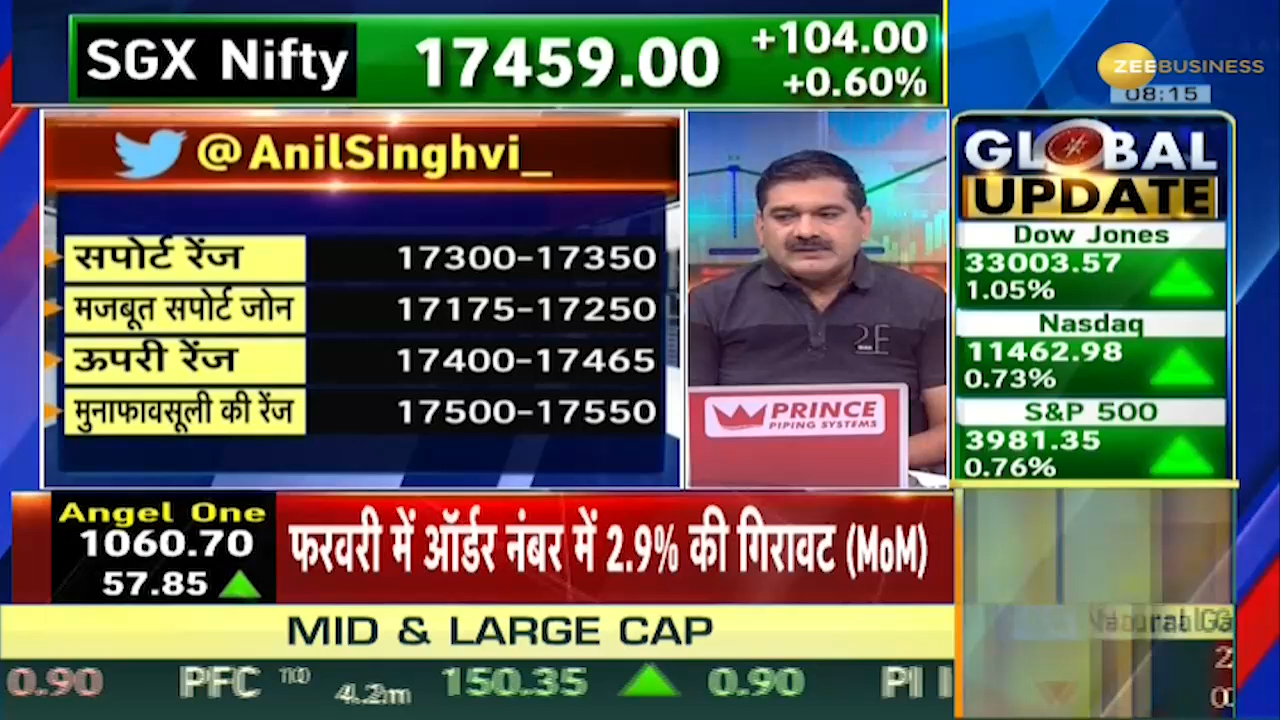 SGX Nifty 17459.00 +104.00
+0.60%
ZEEBUSINESS
08:15
@AnilSinghvi_
सपोर्ट रेंज 17300-17350
मजबूत सपोर्ट जोन 17175-17250
ऊपरी रेंज 17400-17465
मुनाफावसूली की रेंज 17500-17550
2F
PRINCE
PIPING SYSTEMS
GLOBAL
UPDATE
Dow Jones
33003.57
1.05%
Nasdaq
11462.98
0.73%
S&P 500
3981.35
0.76%
Angel One
1060.70
57.85
फरवरी में ऑर्डर नंबर में 2.9% की गिरावट (MoM)
MID & LARGE CAP
0.90 PFC 4.2m 150.35 0.90 PI I